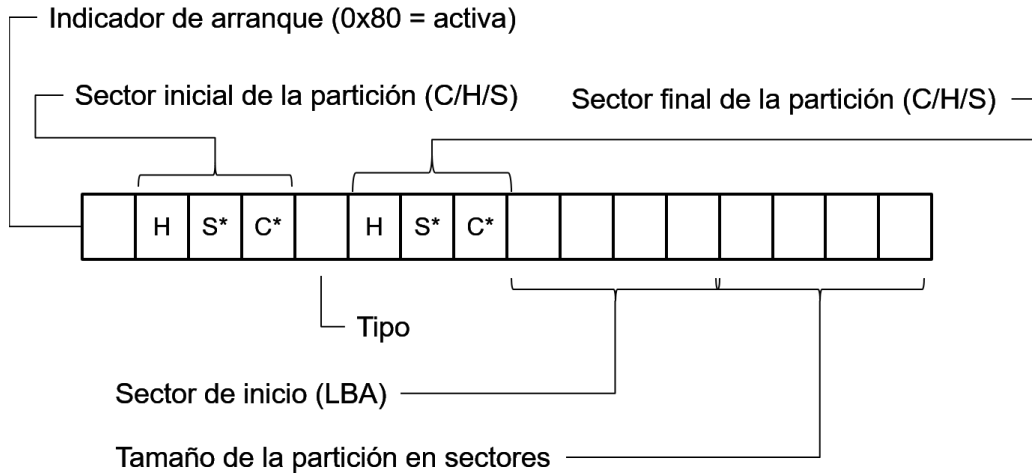 Indicador de arranque (0x80 = activa)
Sector inicial de la partición (C/H/S)
Sector final de la partición (C/H/S)
H S* C* H S* C*
Tipo
Sector de inicio (LBA)
Tamaño de la partición en sectores